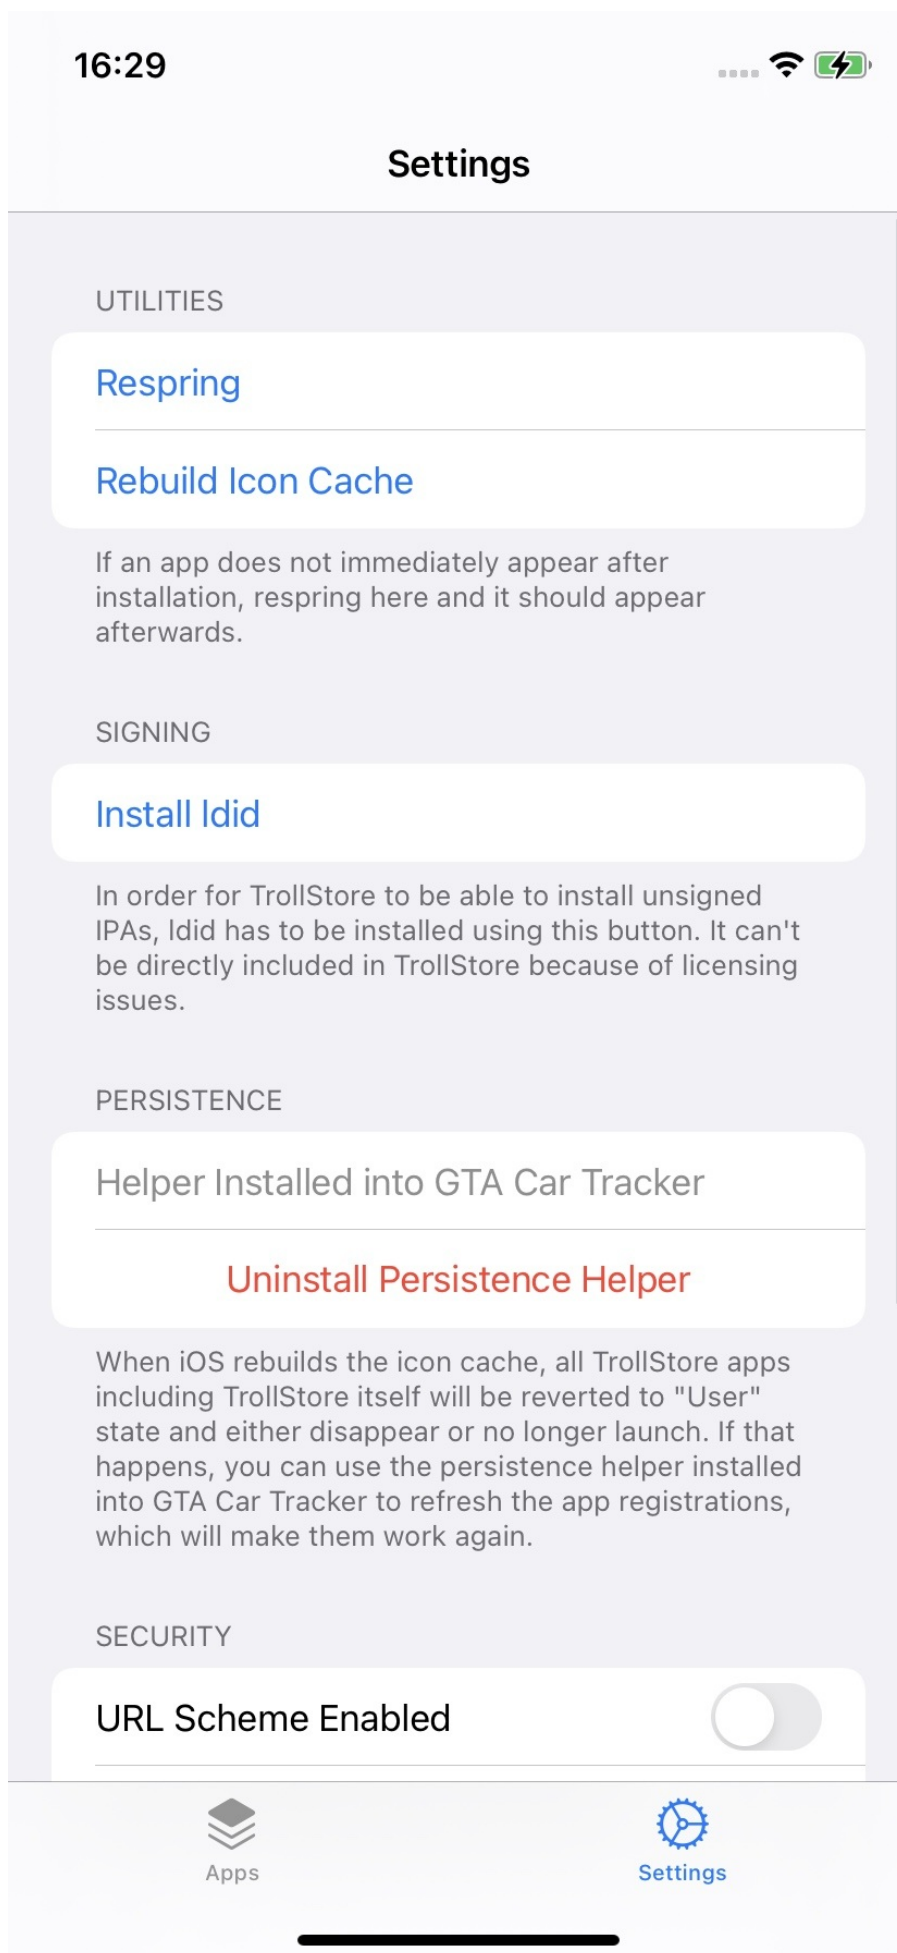 16:29
Settings
UTILITIES
Respring
Rebuild Icon Cache
If an app does not immediately appear after
installation, respring here and it should appear
afterwards.
SIGNING
Install ldid
In order for TrollStore to be able to install unsigned
IPAs, ldid has to be installed using this button. It can't
be directly included in TrollStore because of licensing
issues.
PERSISTENCE
Helper Installed into GTA Car Tracker
Uninstall Persistence Helper
When iOS rebuilds the icon cache, all TrollStore apps
including TrollStore itself will be reverted to "User"
state and either disappear or no longer launch. If that
happens, you can use the persistence helper installed
into GTA Car Tracker to refresh the app registrations,
which will make them work again.
SECURITY
URL Scheme Enabled
Apps
Settings